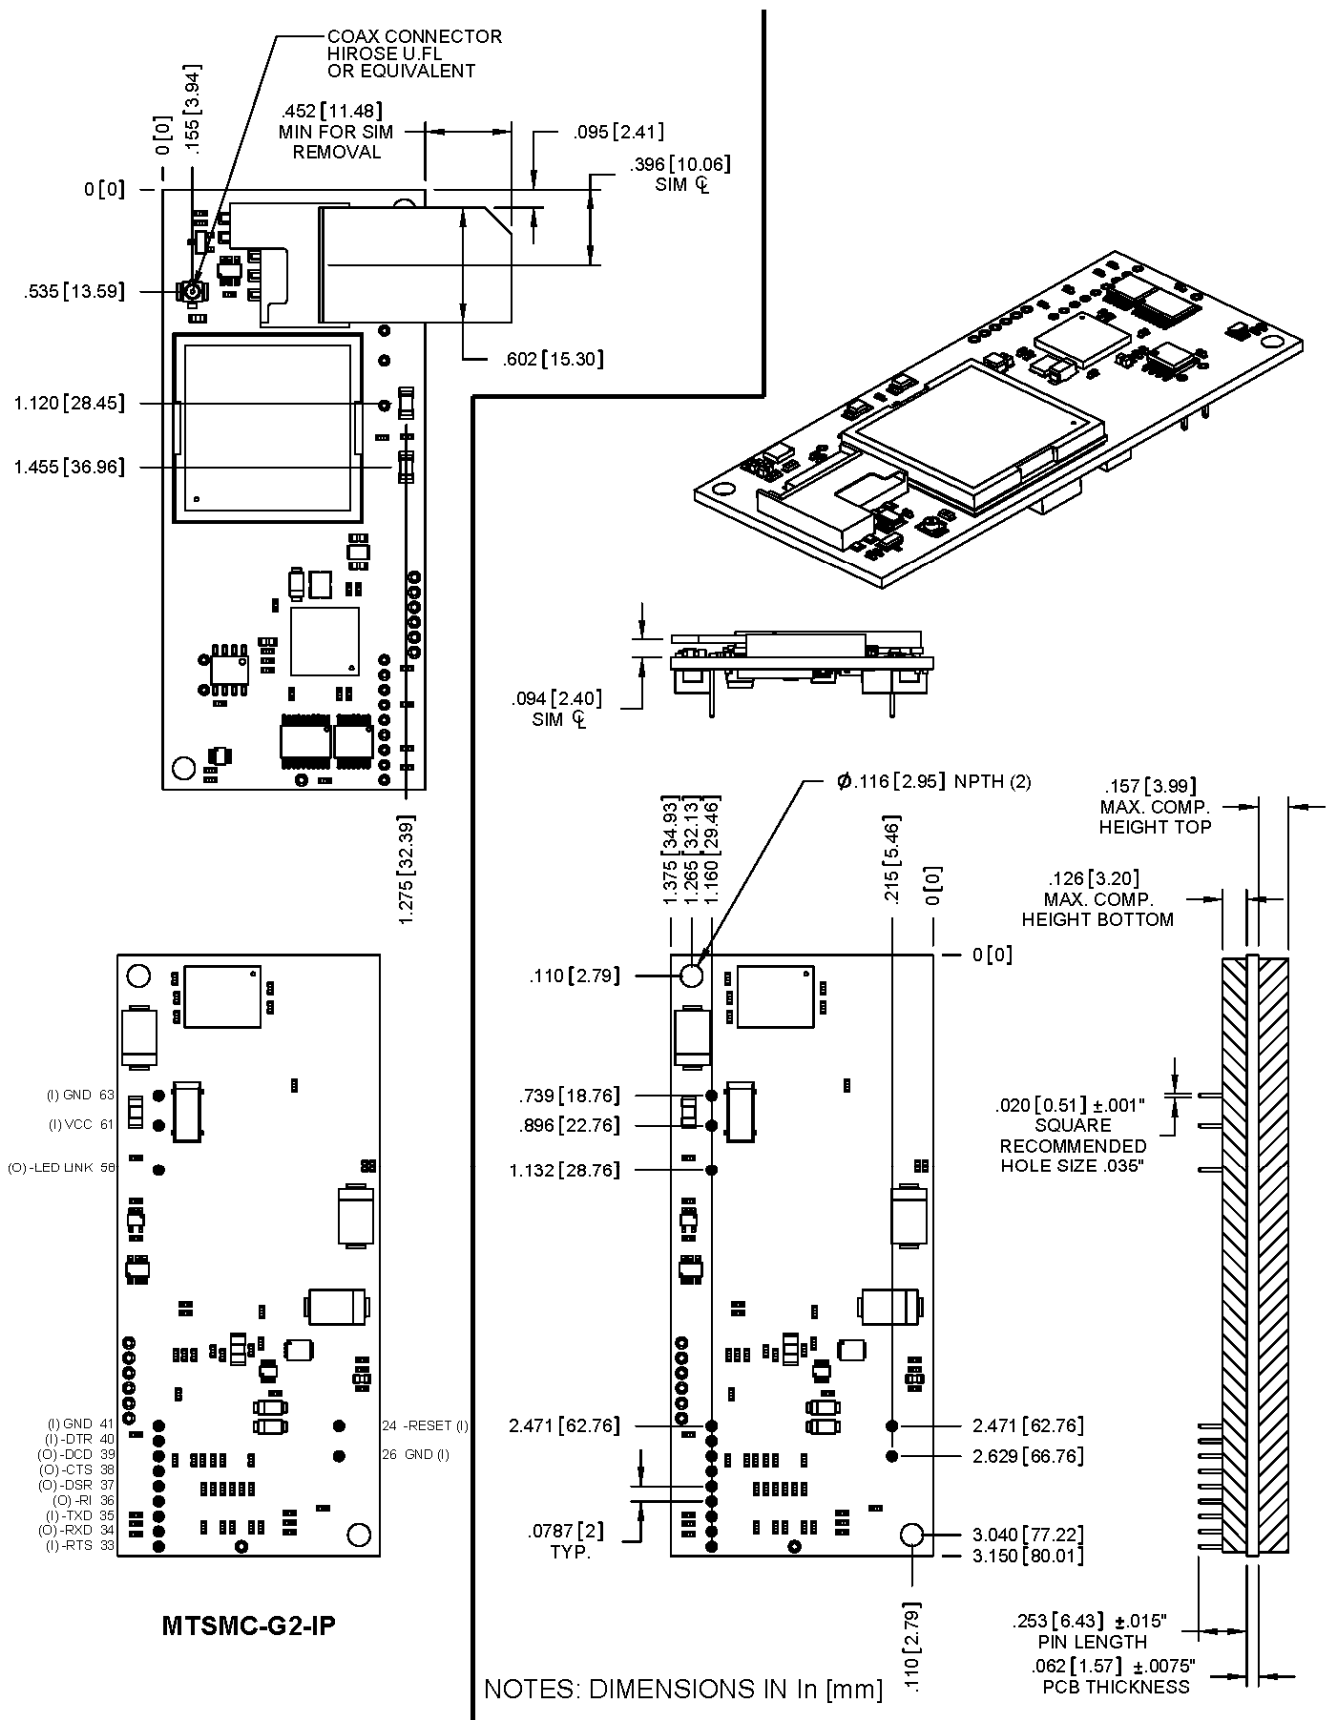 COAX CONNECTOR
HIROSE U.FL
OR EQUIVALENT
0 [0]
.155 [3.94]
.452 [11.48]
MIN FOR SIM
REMOVAL
.095 [2.41]
.396 [10.06]
SIM ℄
0 [0]
.535 [13.59]
.602 [15.30]
1.120 [28.45]
1.455 [36.96]
1.275 [32.39]
.094 [2.40]
SIM ℄
Ø.116 [2.95] NPTH (2)
.157 [3.99]
MAX. COMP.
HEIGHT TOP
.126 [3.20]
MAX. COMP.
HEIGHT BOTTOM
1.375 [34.93]
1.265 [32.13]
1.160 [29.46]
.215 [5.46]
0 [0]
0 [0]
.110 [2.79]
(I) GND 63
(I) VCC 61
(O) -LED LINK 58
.739 [18.76]
.896 [22.76]
1.132 [28.76]
.020 [0.51] ±.001"
SQUARE
RECOMMENDED
HOLE SIZE .035"
(I) GND 41
(I) -DTR 40
(O) -DCD 39
(O) -CTS 38
(O) -DSR 37
(O) -RI 36
(I) -TXD 35
(O) -RXD 34
(I) -RTS 33
24 -RESET (I)
26 GND (I)
2.471 [62.76]
.0787 [2]
TYP.
2.471 [62.76]
2.629 [66.76]
3.040 [77.22]
3.150 [80.01]
.110 [2.79]
.253 [6.43] ±.015"
PIN LENGTH
.062 [1.57] ±.0075"
PCB THICKNESS
MTSMC-G2-IP
NOTES: DIMENSIONS IN In [mm]